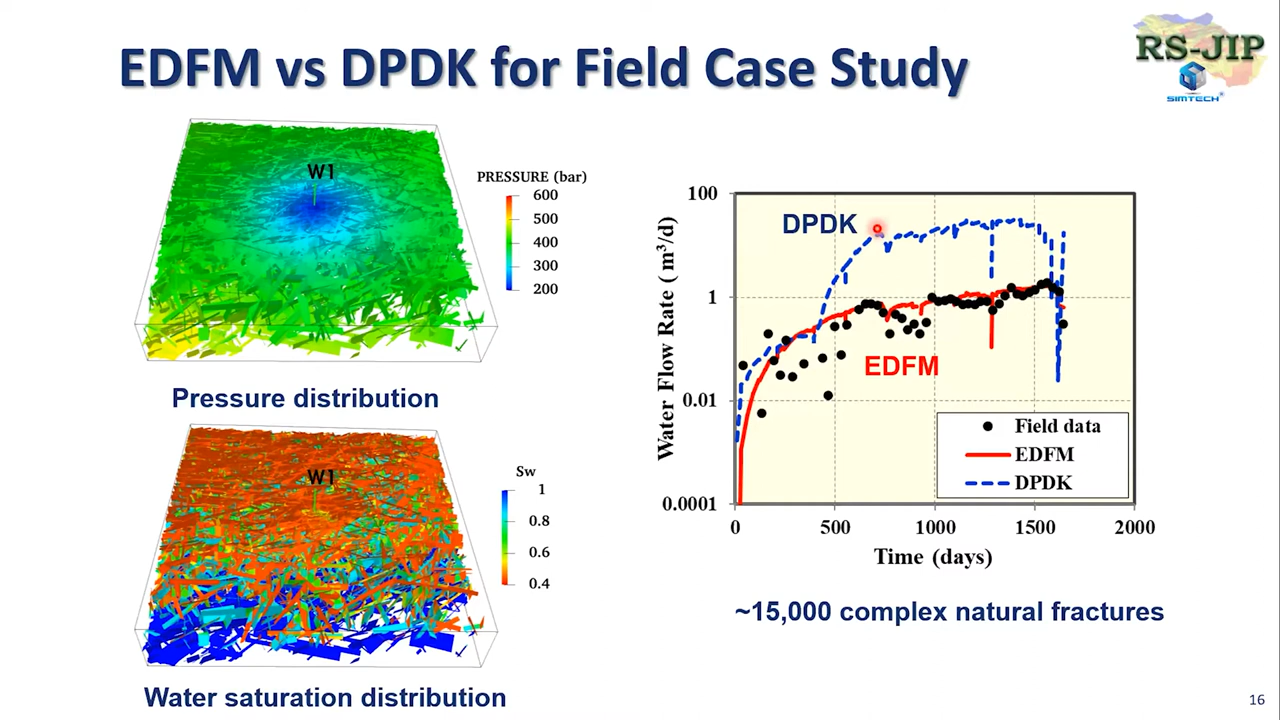 EDFM vs DPDK for Field Case Study
RS-JIP
SIMTECH
W1
PRESSURE (bar)
600
500
400
300
200
Pressure distribution
W1
Sw
1
0.8
0.6
0.4
Water saturation distribution
Water Flow Rate ( m³/d)
100
1
0.01
0.0001
DPDK
EDFM
Field data
EDFM
DPDK
0 500 1000 1500 2000
Time (days)
~15,000 complex natural fractures
16